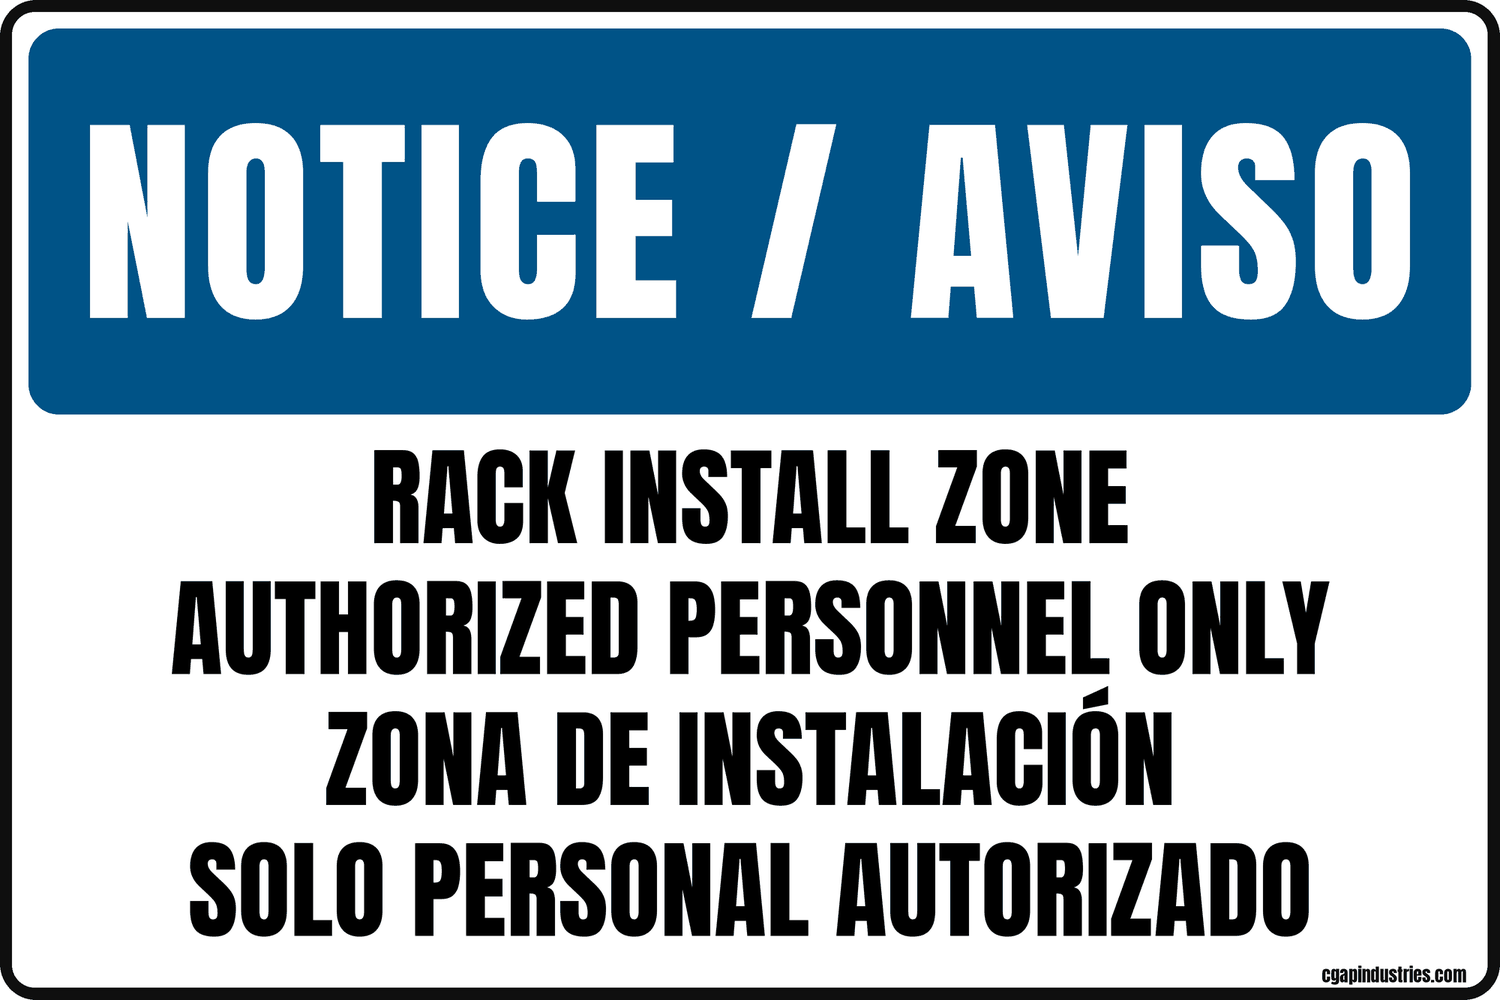 NOTICE / AVISO
RACK INSTALL ZONE
AUTHORIZED PERSONNEL ONLY
ZONA DE INSTALACIÓN
SOLO PERSONAL AUTORIZADO
cgapindustries.com